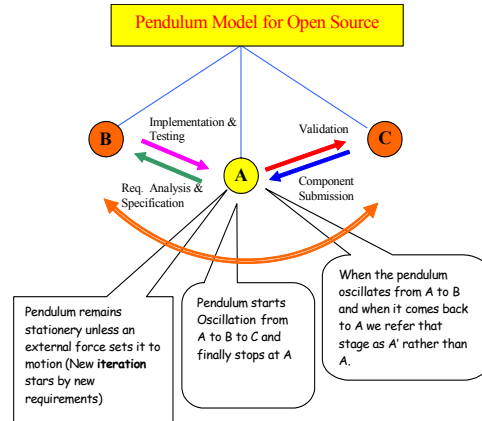 Pendulum Model for Open Source
B
Implementation &
Testing
Validation
C
A
Req. Analysis &
Specification
Component
Submission
Pendulum remains
stationery unless an
external force sets it to
motion (New iteration
stars by new
requirements)
Pendulum starts
Oscillation from
A to B to C and
finally stops at A
When the pendulum
oscillates from A to B
and when it comes back
to A we refer that
stage as A’ rather than
A.